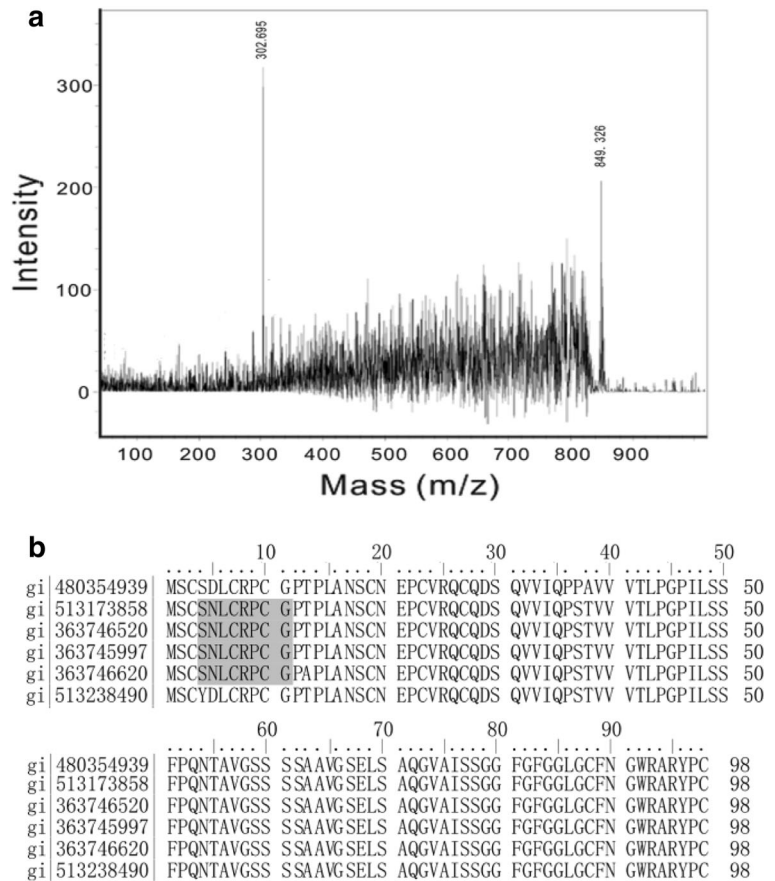 a
302.695
849.326
300
200
100
0
Intensity
100 200 300 400 500 600 700 800 900
Mass (m/z)
b
10 20 30 40 50
gi 480354939 MSCSDLCRPC GPTPLANSCN EPCVRQCQDS QVVIQPPAVV VTLPGPILSS 50
gi 513173858 MSCSNLCRPC GPTPLANSCN EPCVRQCQDS QVVIQPSTVV VTLPGPILSS 50
gi 363746520 MSCSNLCRPC GPTPLANSCN EPCVRQCQDS QVVIQPSTVV VTLPGPILSS 50
gi 363745997 MSCSNLCRPC GPTPLANSCN EPCVRQCQDS QVVIQPSTVV VTLPGPILSS 50
gi 363746620 MSCSNLCRPC GPAPLANSCN EPCVRQCQDS QVVIQPSTVV VTLPGPILSS 50
gi 513238490 MSCYDLCRPC GPTPLANSCN EPCVRQCQDS QVVIQPSTVV VTLPGPILSS 50
60 70 80 90
gi 480354939 FPQNTAVGSS SSAAVGSELS AQGVAISSGG FGFGGLGCFN GWRARYPC 98
gi 513173858 FPQNTAVGSS SSAAVGSELS AQGVAISSGG FGFGGLGCFN GWRARYPC 98
gi 363746520 FPQNTAVGSS SSAAVGSELS AQGVAISSGG FGFGGLGCFN GWRARYPC 98
gi 363745997 FPQNTAVGSS SSAAVGSELS AQGVAISSGG FGFGGLGCFN GWRARYPC 98
gi 363746620 FPQNTAVGSS SSAAVGSELS AQGVAISSGG FGFGGLGCFN GWRARYPC 98
gi 513238490 FPQNTAVGSS SSAAVGSELS AQGVAISSGG FGFGGLGCFN GWRARYPC 98